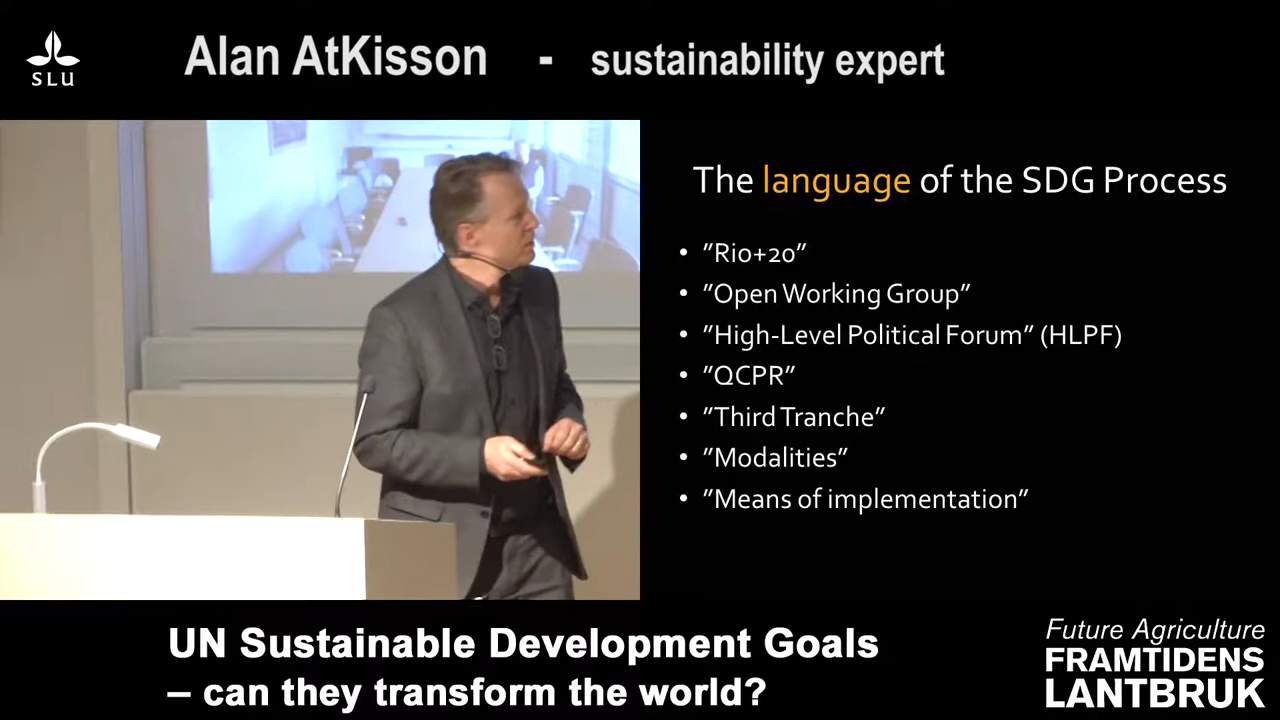 SLU
Alan AtKisson - sustainability expert
The language of the SDG Process
• ”Rio+20”
• ”Open Working Group”
• ”High-Level Political Forum” (HLPF)
• ”QCPR”
• ”Third Tranche”
• ”Modalities”
• ”Means of implementation”
UN Sustainable Development Goals
– can they transform the world?
Future Agriculture
FRAMTIDENS
LANTBRUK